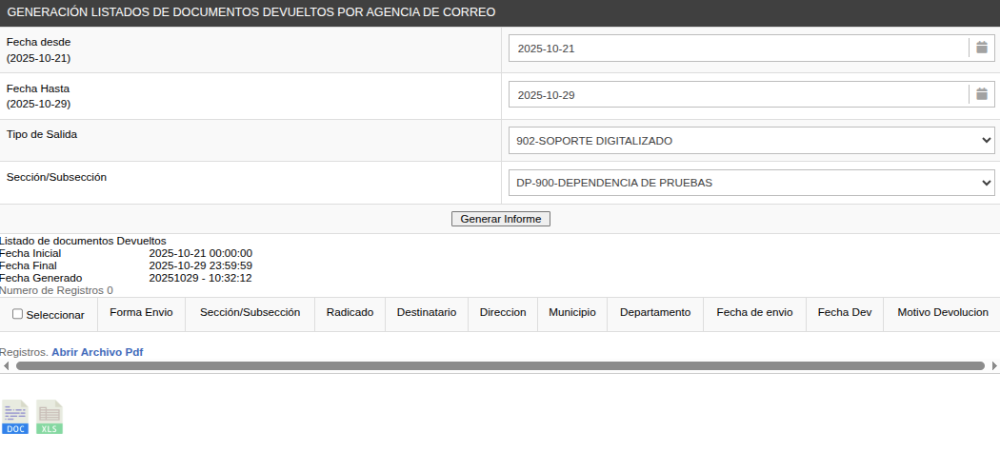 GENERACIÓN LISTADOS DE DOCUMENTOS DEVUELTOS POR AGENCIA DE CORREO
Fecha desde
(2025-10-21)
2025-10-21
Fecha Hasta
(2025-10-29)
2025-10-29
Tipo de Salida
902-SOPORTE DIGITALIZADO
Sección/Subsección
DP-900-DEPENDENCIA DE PRUEBAS
Generar Informe
Listado de documentos Devueltos
Fecha Inicial 2025-10-21 00:00:00
Fecha Final 2025-10-29 23:59:59
Fecha Generado 20251029 - 10:32:12
Numero de Registros 0
Seleccionar Forma Envio Sección/Subsección Radicado Destinatario Direccion Municipio Departamento Fecha de envio Fecha Dev Motivo Devolucion
Registros. Abrir Archivo Pdf
DOC XLS